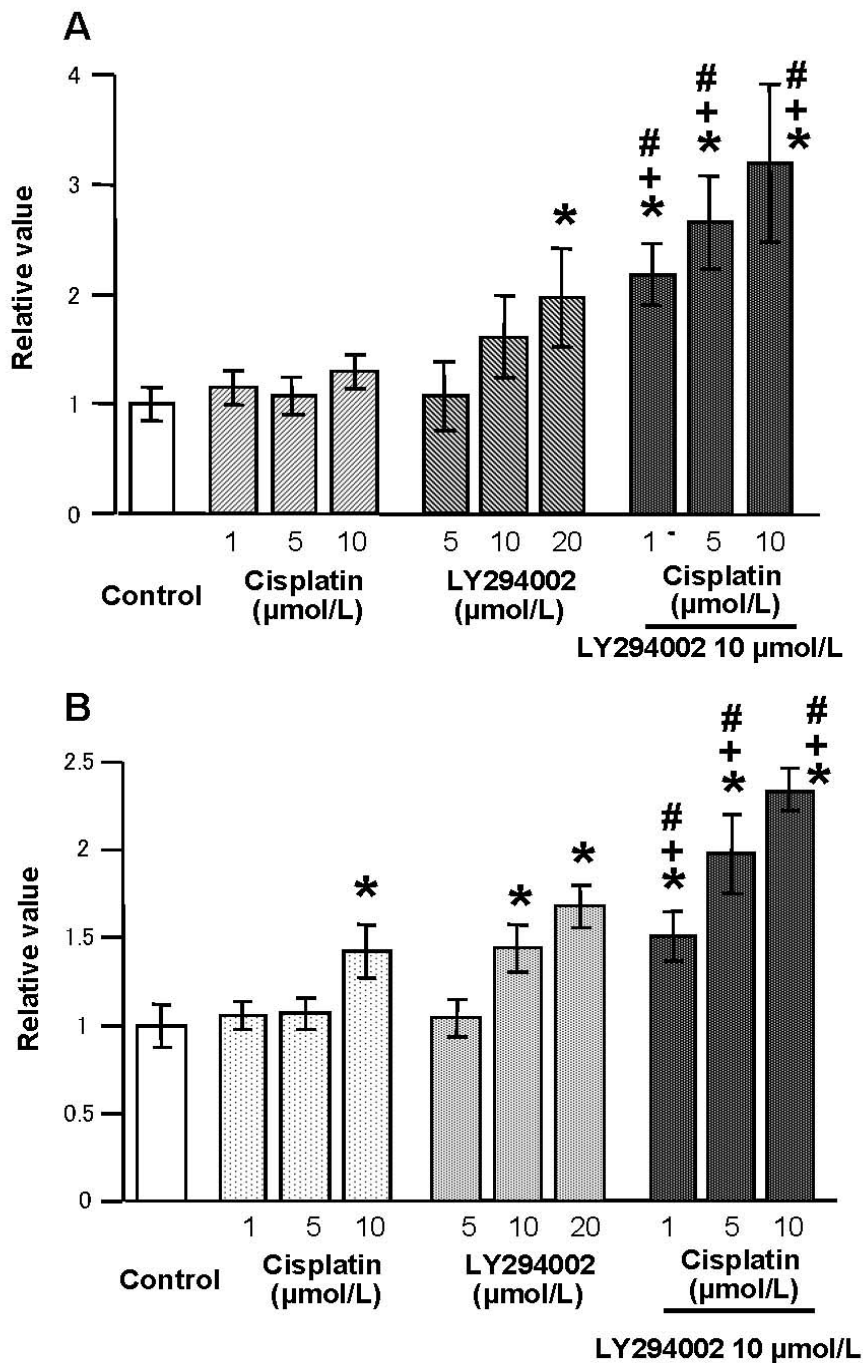 A
4
3
2
1
0
Relative value
*
#
+
*
#
+
*
#
+
*
1 5 10 5 10 20 1 5 10
Control
Cisplatin
(µmol/L)
LY294002
(µmol/L)
Cisplatin
(µmol/L)
LY294002 10 µmol/L
B
2.5
2
1.5
1
0.5
0
Relative value
*
*
*
#
+
*
#
+
*
#
+
*
1 5 10 5 10 20 1 5 10
Control
Cisplatin
(µmol/L)
LY294002
(µmol/L)
Cisplatin
(µmol/L)
LY294002 10 µmol/L